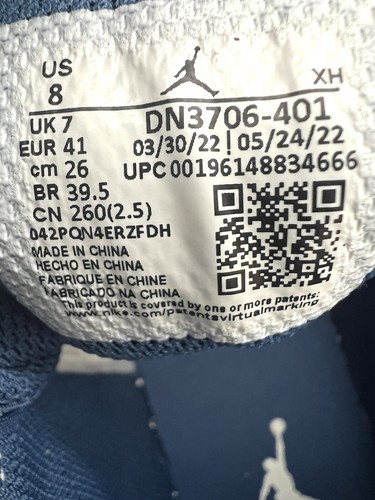 US
8
XH
UK 7
DN3706-401
EUR 41
03/30/22 | 05/24/22
cm 26
UPC 00196148834666
BR 39.5
CN 260(2.5)
042PQN4ERZFDH
MADE IN CHINA
HECHO EN CHINA
FABRIQUE EN CHINE
FABRICADO NA CHINA
This product is covered by one or more patents:
www.nike.com/patentsvirtualmarking